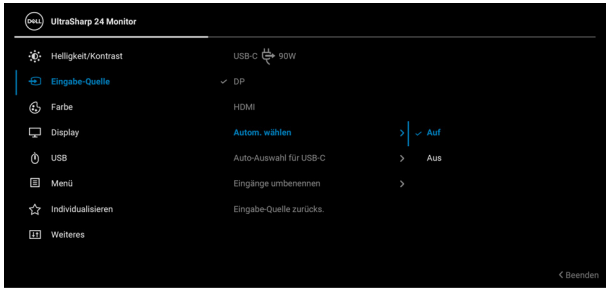 DELL UltraSharp 24 Monitor
Helligkeit/Kontrast
Eingabe-Quelle
Farbe
Display
USB
Menü
Individualisieren
Weiteres
USB-C 90W
DP
HDMI
Autom. wählen
Auto-Auswahl für USB-C
Eingänge umbenennen
Eingabe-Quelle zurücks.
Auf
Aus
Beenden